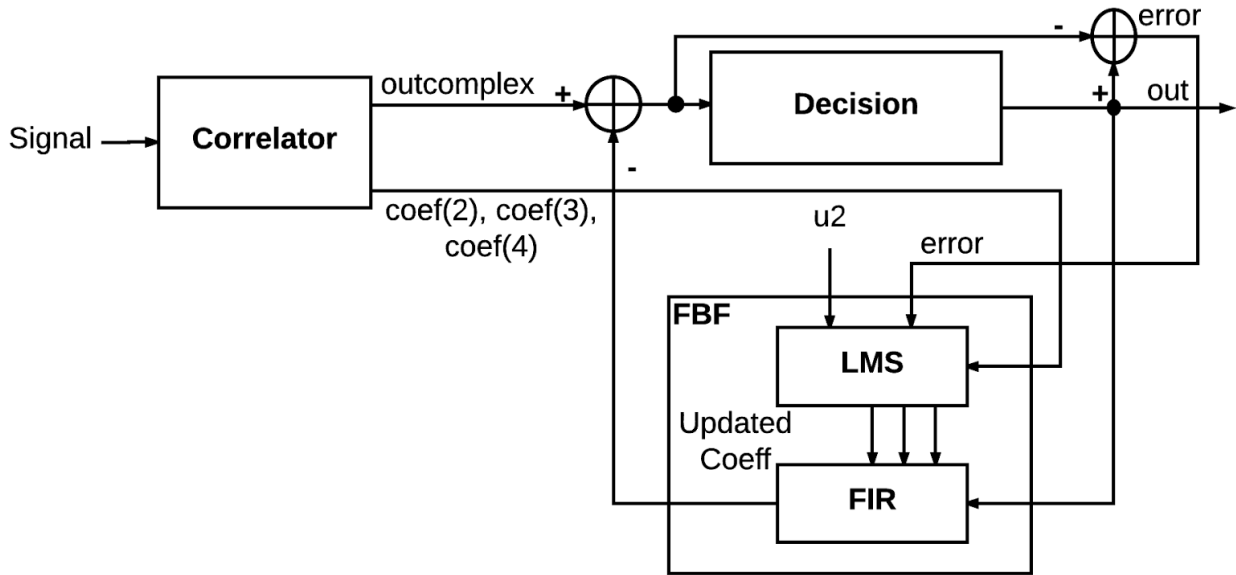 error
-
outcomplex
+
Decision
+
out
Signal
Correlator
-
coef(2), coef(3),
coef(4)
u2
error
FBF
LMS
Updated
Coeff
FIR